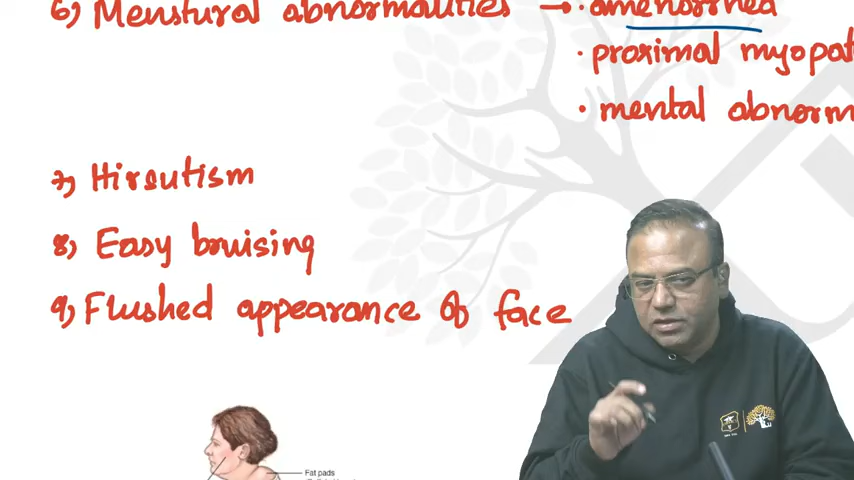 6) Menstural abnormalities → · amenorrhea
· proximal myopat
· mental abnorm
7) Hirsutism
8) Easy bruising
9) Flushed appearance of face
Fat pads